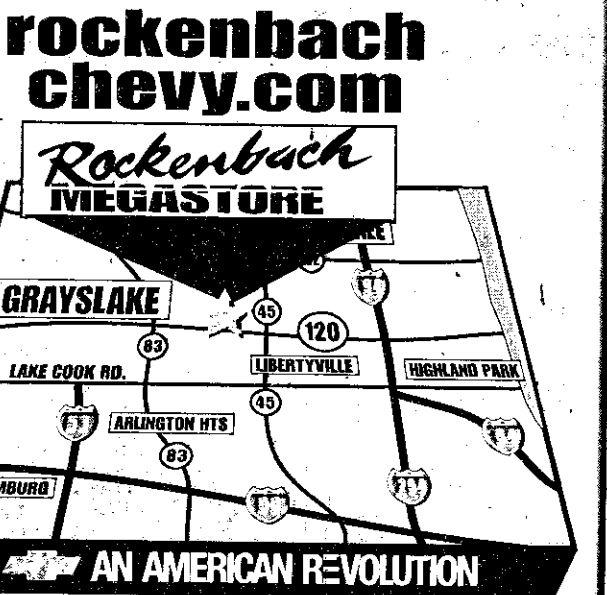 rockenbach
chevy.com
Rockenbach
MEGASTORE
GRAYSLAKE
45
120
83
LAKE COOK RD.
LIBERTYVILLE
HIGHLAND PARK
45
ARLINGTON HTS
83
AN AMERICAN REVOLUTION